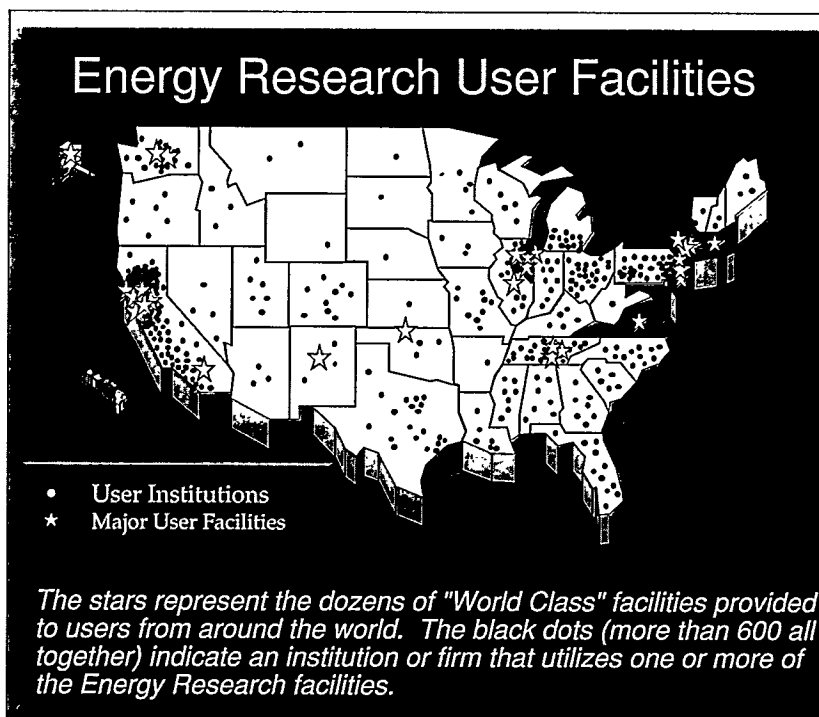 Energy Research User Facilities
User Institutions
Major User Facilities
The stars represent the dozens of "World Class" facilities provided
to users from around the world.  The black dots (more than 600 all
together) indicate an institution or firm that utilizes one or more of
the Energy Research facilities.